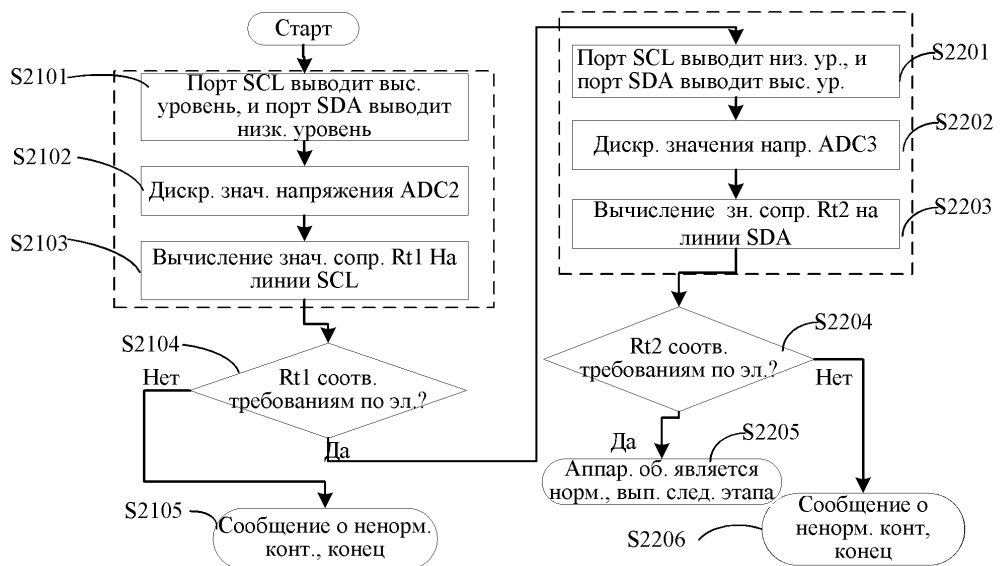 Старт
S2101
Порт SCL выводит выс.
уровень, и порт SDA выводит
низк. уровень
S2102
Дискр. знач. напряжения ADC2
S2103
Вычисление знач. сопр. Rt1 На
линии SCL
S2104
Rt1 соотв.
требованиям по эл.?
Нет
Да
S2105
Сообщение о ненорм.
конт., конец
S2201
Порт SCL выводит низ. ур., и
порт SDA выводит выс. ур.
S2202
Дискр. значения напр. ADC3
S2203
Вычисление зн. сопр. Rt2 на
линии SDA
S2204
Rt2 соотв.
требованиям по эл.?
Нет
Да
S2205
Аппар. об. является
норм., вып. след. этапа
S2206
Сообщение о
ненорм. конт,
конец